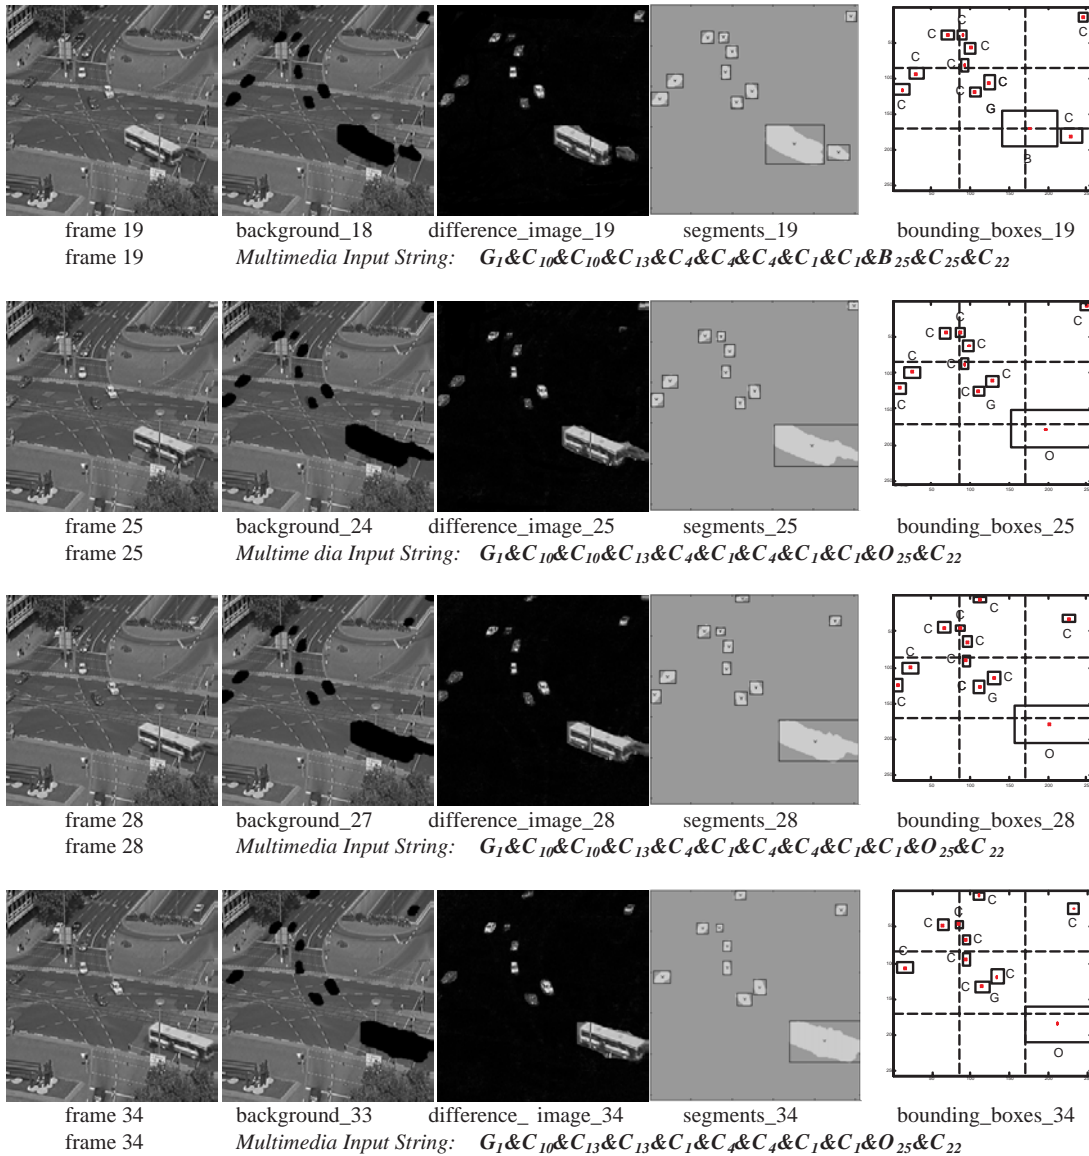 frame 19 background_18 difference_image_19 segments_19 bounding_boxes_19
frame 19 Multimedia Input String: G1&C10&C10&C13&C4&C4&C4&C1&C1&B25&C25&C22
frame 25 background_24 difference_image_25 segments_25 bounding_boxes_25
frame 25 Multime dia Input String: G1&C10&C10&C13&C4&C1&C4&C1&C1&O25&C22
frame 28 background_27 difference_image_28 segments_28 bounding_boxes_28
frame 28 Multimedia Input String: G1&C10&C10&C13&C4&C1&C4&C4&C1&C1&O25&C22
frame 34 background_33 difference_ image_34 segments_34 bounding_boxes_34
frame 34 Multimedia Input String: G1&C10&C13&C13&C1&C4&C4&C1&C1&O25&C22